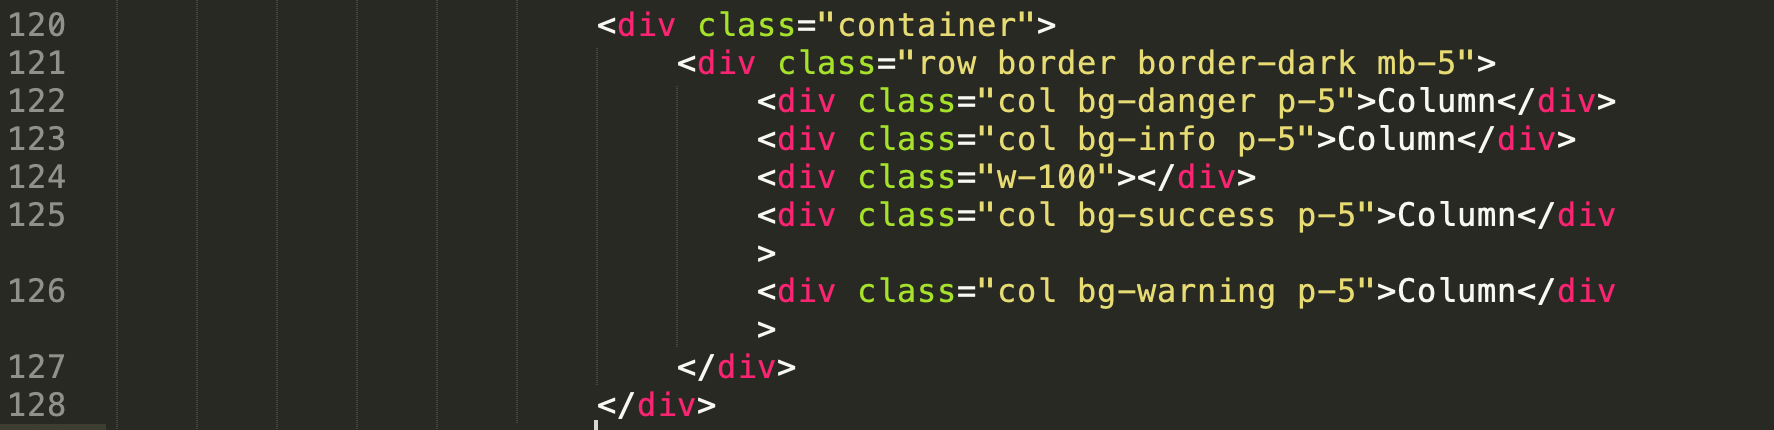 120 <div class="container">
121 <div class="row border border-dark mb-5">
122 <div class="col bg-danger p-5">Column</div>
123 <div class="col bg-info p-5">Column</div>
124 <div class="w-100"></div>
125 <div class="col bg-success p-5">Column</div
>
126 <div class="col bg-warning p-5">Column</div
>
127 </div>
128 </div>